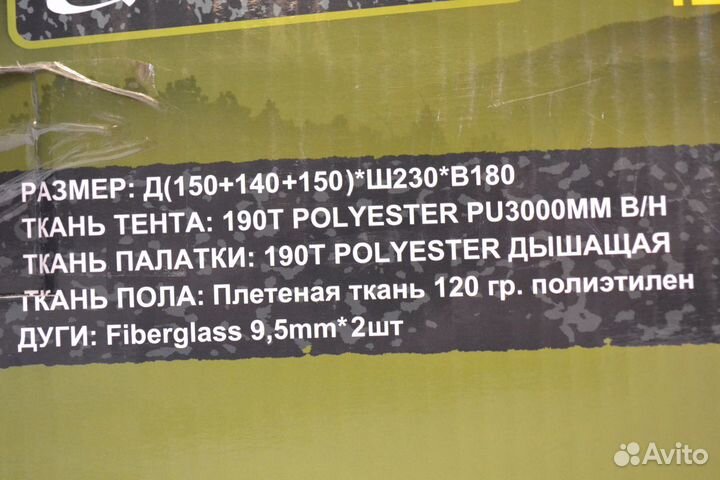 РАЗМЕР: Д(150+140+150)*Ш230*В180
ТКАНЬ ТЕНТА: 190T POLYESTER PU3000MM В/Н
ТКАНЬ ПАЛАТКИ: 190T POLYESTER ДЫШАЩАЯ
ТКАНЬ ПОЛА: Плетеная ткань 120 гр. полиэтилен
ДУГИ: Fiberglass 9,5mm*2шт
Avito